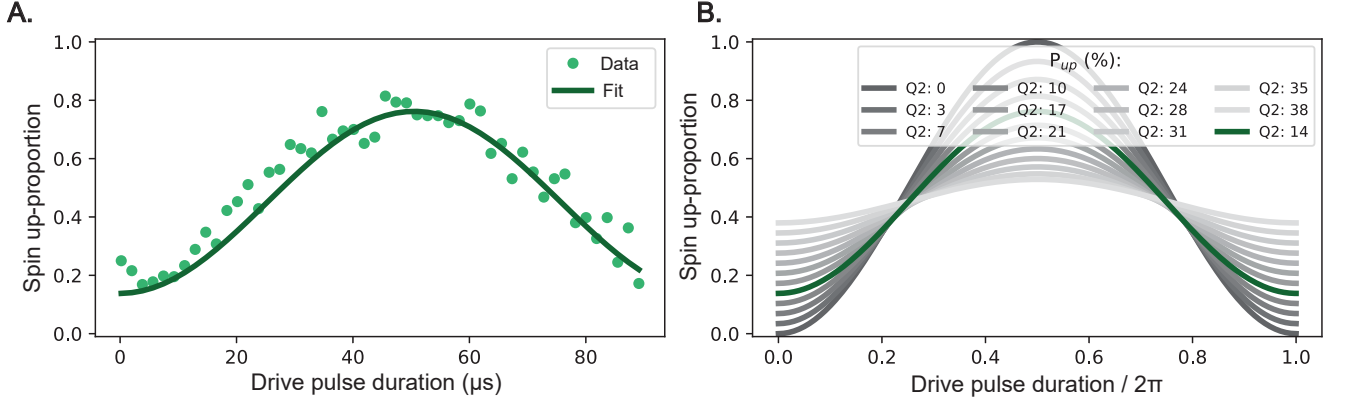 A.
Spin up-proportion
1.0
0.8
0.6
0.4
0.2
0.0
Data
Fit
0 20 40 60 80
Drive pulse duration (μs)
B.
Spin up-proportion
1.0
0.8
0.6
0.4
0.2
0.0
P_up (%):
Q2: 0 Q2: 10 Q2: 24 Q2: 35
Q2: 3 Q2: 17 Q2: 28 Q2: 38
Q2: 7 Q2: 21 Q2: 31 Q2: 14
0.0 0.2 0.4 0.6 0.8 1.0
Drive pulse duration / 2π